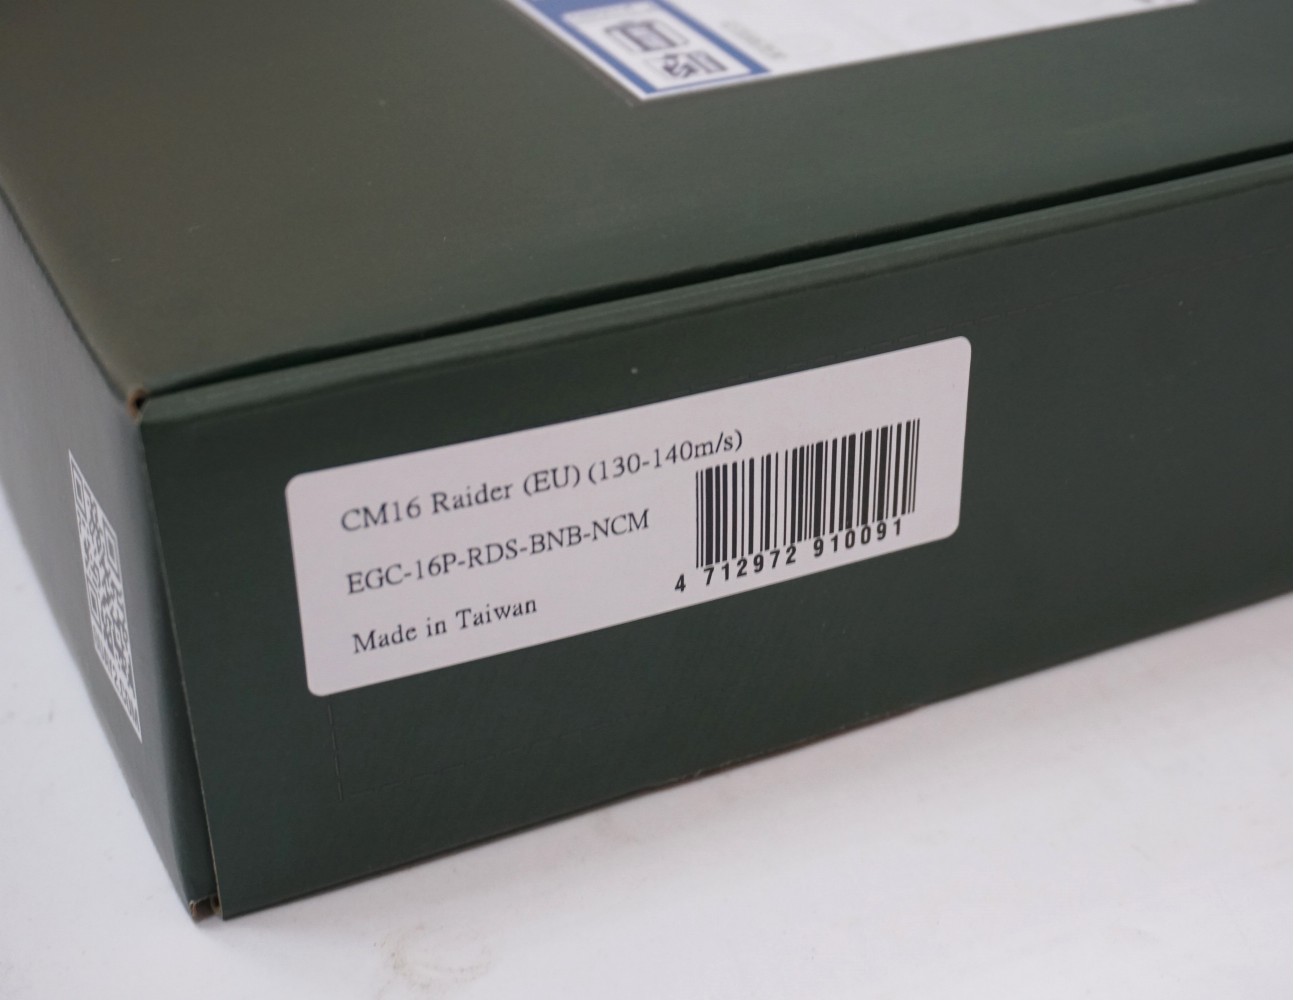 CM16 Raider (EU) (130-140m/s)
EGC-16P-RDS-BNB-NCM
Made in Taiwan
4 712972 910091